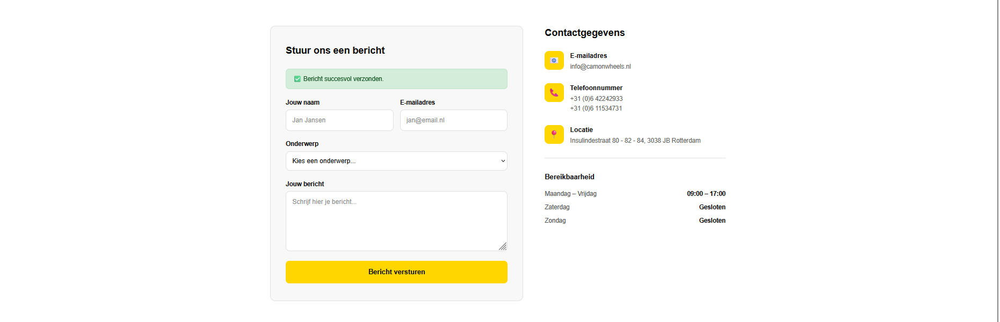 Stuur ons een bericht
✅ Bericht succesvol verzonden.
Jouw naam
E-mailadres
Jan Jansen
jan@email.nl
Onderwerp
Kies een onderwerp...
Jouw bericht
Schrijf hier je bericht...
Bericht versturen
Contactgegevens
E-mailadres
info@camonwheels.nl
Telefoonnummer
+31 (0)6 42242933
+31 (0)6 11534731
Locatie
Insulindestraat 80 - 82 - 84, 3038 JB Rotterdam
Bereikbaarheid
Maandag – Vrijdag 09:00 – 17:00
Zaterdag Gesloten
Zondag Gesloten